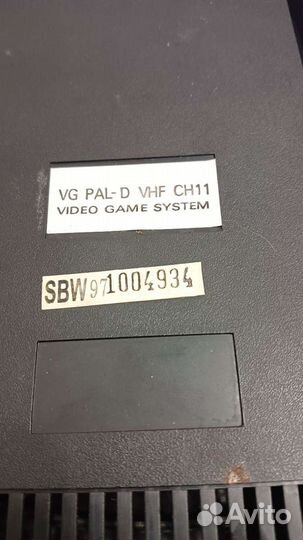 VG PAL-D VHF CH11
VIDEO GAME SYSTEM
SBW971004934
Avito